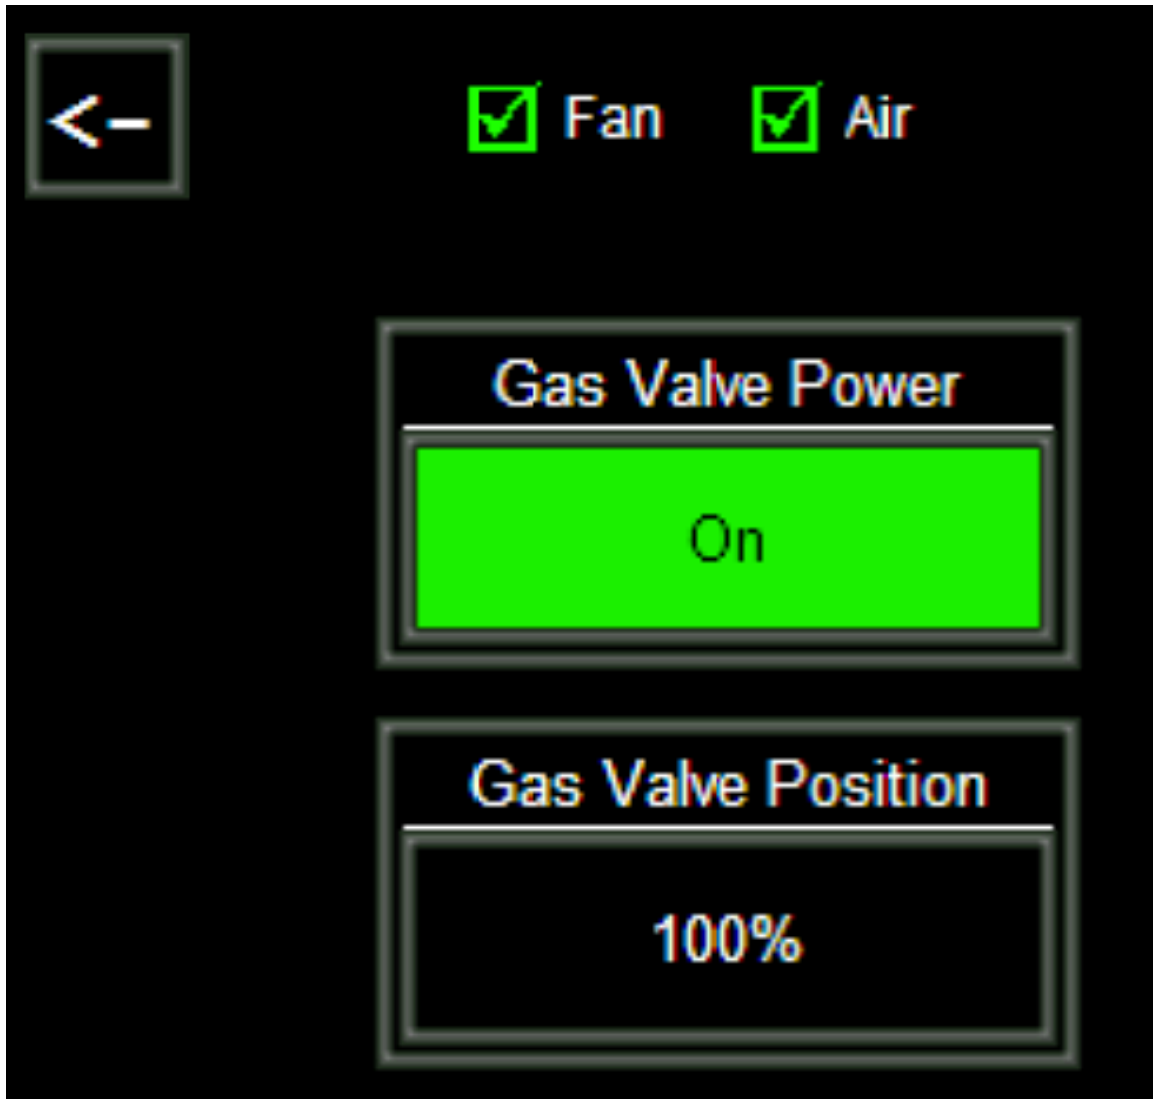 <- Fan Air
Gas Valve Power
On
Gas Valve Position
100%